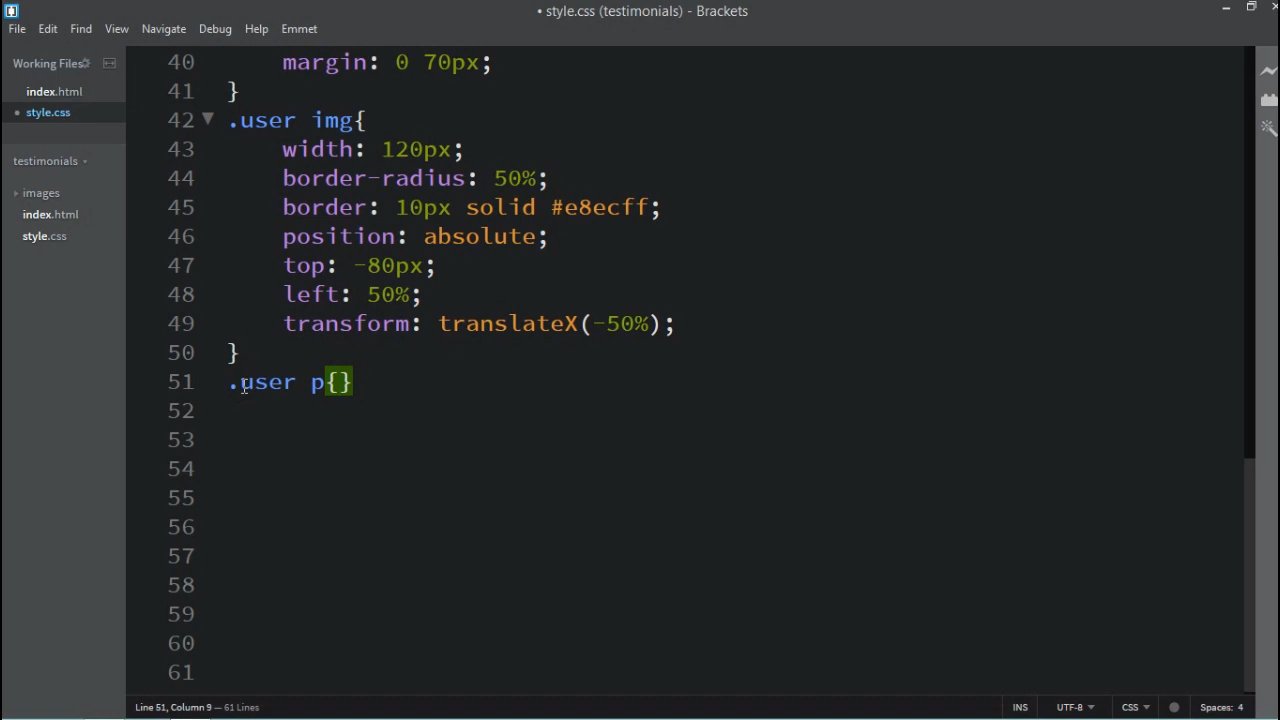 • style.css (testimonials) - Brackets
File Edit Find View Navigate Debug Help Emmet
Working Files
index.html
• style.css
testimonials
images
index.html
style.css
40 margin: 0 70px;
41 }
42 .user img{
43 width: 120px;
44 border-radius: 50%;
45 border: 10px solid #e8ecff;
46 position: absolute;
47 top: -80px;
48 left: 50%;
49 transform: translateX(-50%);
50 }
51 .user p{}
52
53
54
55
56
57
58
59
60
61
Line 51, Column 9 — 61 Lines
INS UTF-8 CSS Spaces: 4